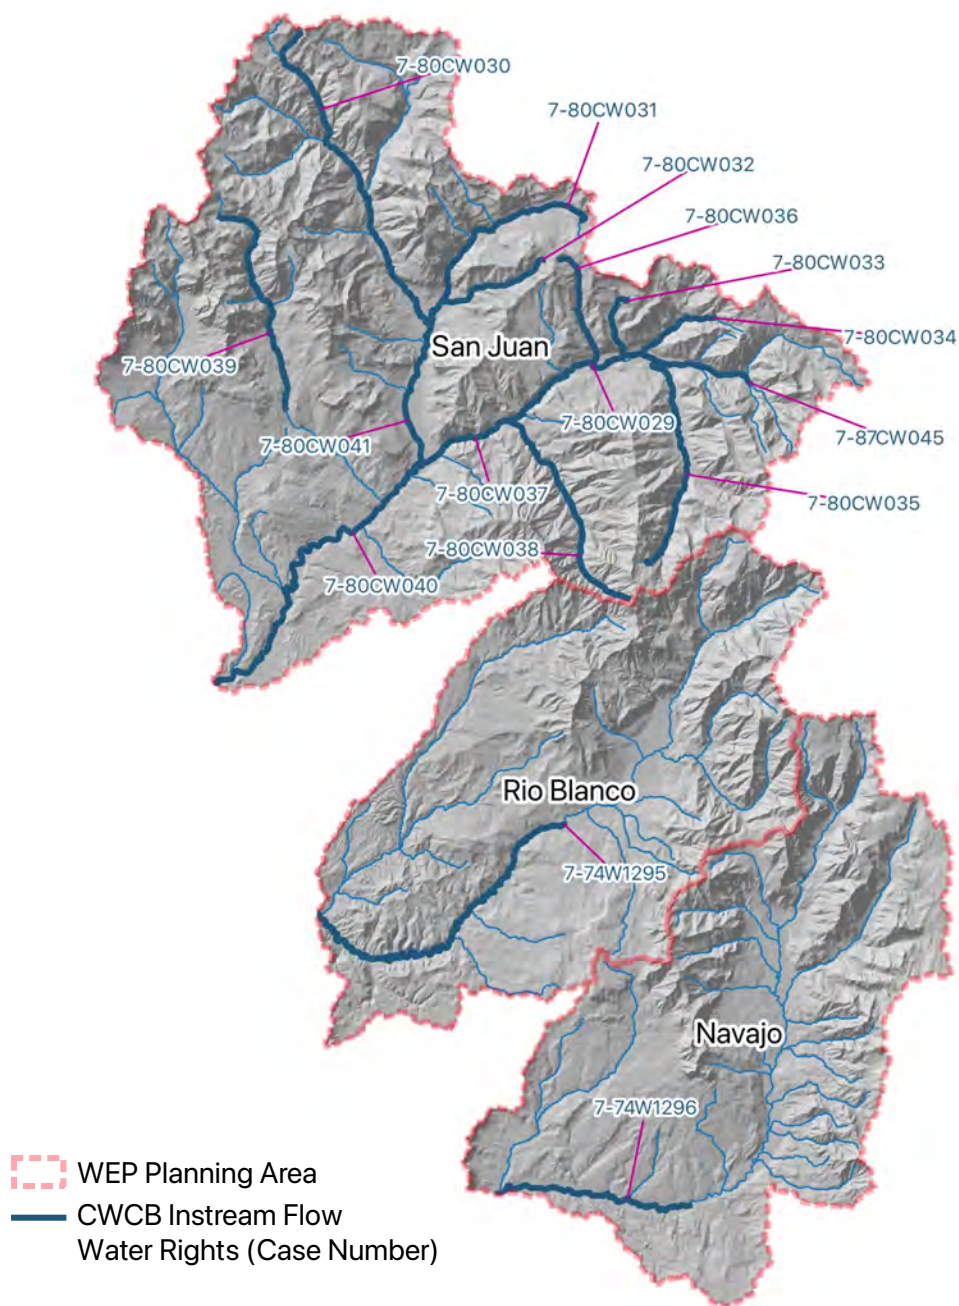 7-80CW030
7-80CW031
7-80CW032
7-80CW036
7-80CW033
7-80CW034
San Juan
7-80CW039
7-80CW029
7-87CW045
7-80CW041
7-80CW037
7-80CW035
7-80CW038
7-80CW040
Rio Blanco
7-74W1295
Navajo
7-74W1296
WEP Planning Area
CWCB Instream Flow
Water Rights (Case Number)